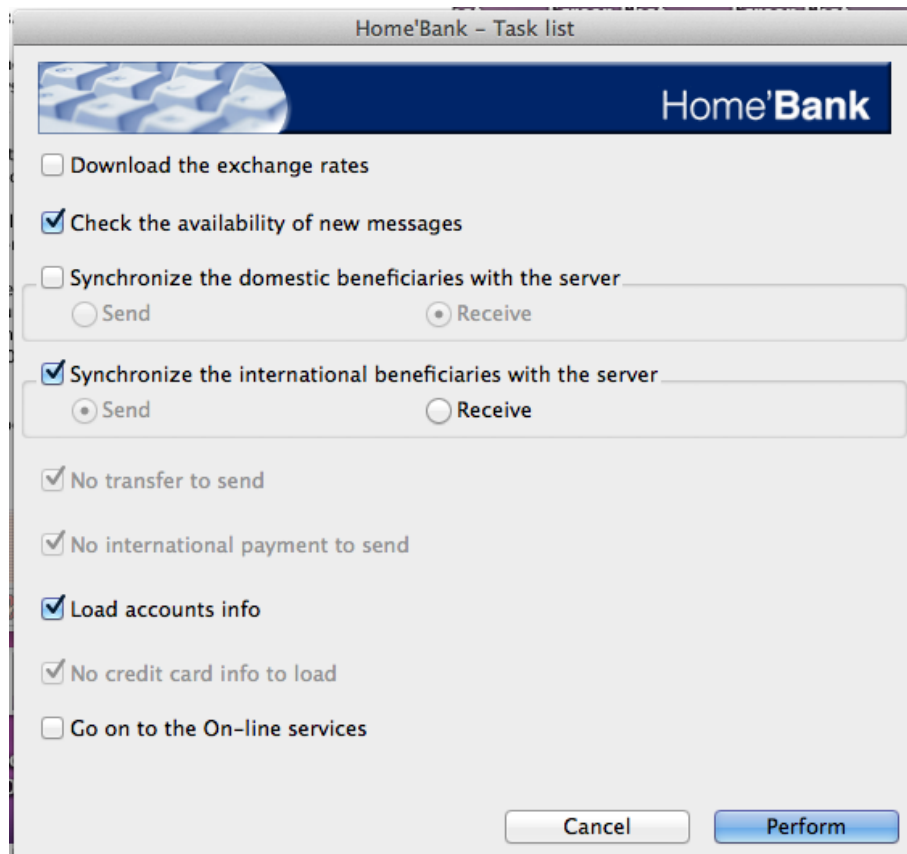 Home'Bank – Task list
Home'Bank
Download the exchange rates
Check the availability of new messages
Synchronize the domestic beneficiaries with the server
Send Receive
Synchronize the international beneficiaries with the server
Send Receive
No transfer to send
No international payment to send
Load accounts info
No credit card info to load
Go on to the On-line services
Cancel Perform